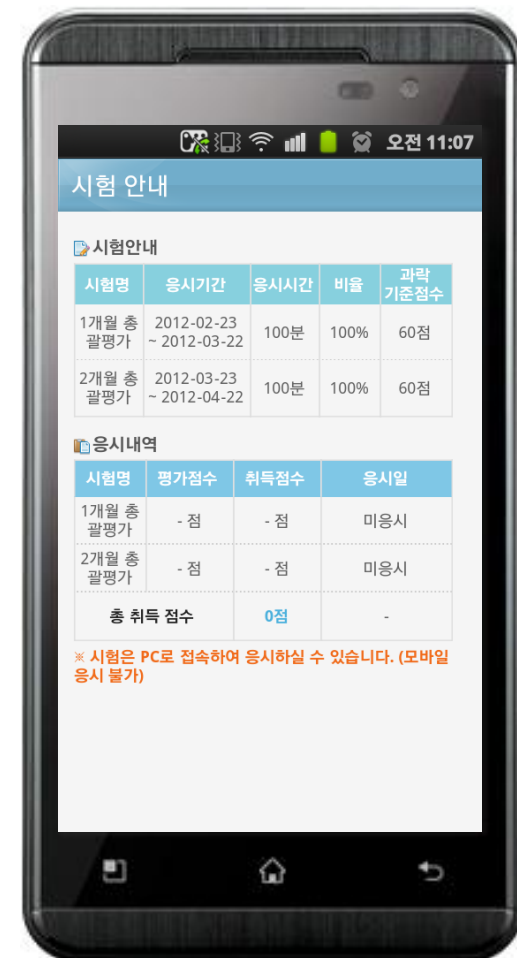 오전 11:07
시험 안내
시험안내
시험명 응시기간 응시시간 비율 과락
기준점수
1개월 총
괄평가 2012-02-23
~ 2012-03-22 100분 100% 60점
2개월 총
괄평가 2012-03-23
~ 2012-04-22 100분 100% 60점
응시내역
시험명 평가점수 취득점수 응시일
1개월 총
괄평가 - 점 - 점 미응시
2개월 총
괄평가 - 점 - 점 미응시
총 취득 점수 0점 -
※ 시험은 PC로 접속하여 응시하실 수 있습니다. (모바일
응시 불가)